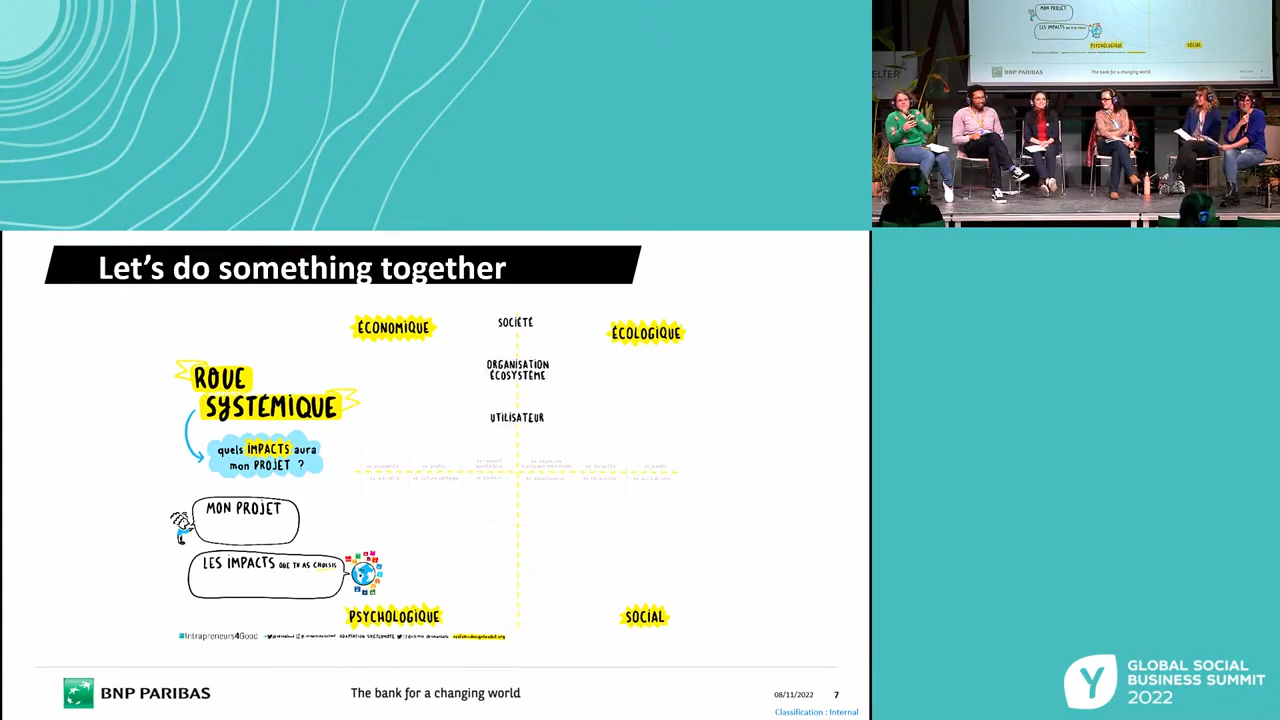 MON PROJET
LES IMPACTS
PSYCHOLOGIQUE
SOCIAL
BNP PARIBAS
The bank for a changing world
Let's do something together
ÉCONOMIQUE
SOCIÉTÉ
ÉCOLOGIQUE
ORGANISATION
ÉCOSYSTÈME
ROUE
SYSTÉMIQUE
UTILISATEUR
quels IMPACTS aura
mon PROJET ?
MON PROJET
LES IMPACTS QUE TU AS CHOISIS
PSYCHOLOGIQUE
SOCIAL
#Intrapreneurs4Good
ADAPTATION SKETCHNOTE
BNP PARIBAS
The bank for a changing world
08/11/2022
7
Classification : Internal
Y
GLOBAL SOCIAL
BUSINESS SUMMIT
2022